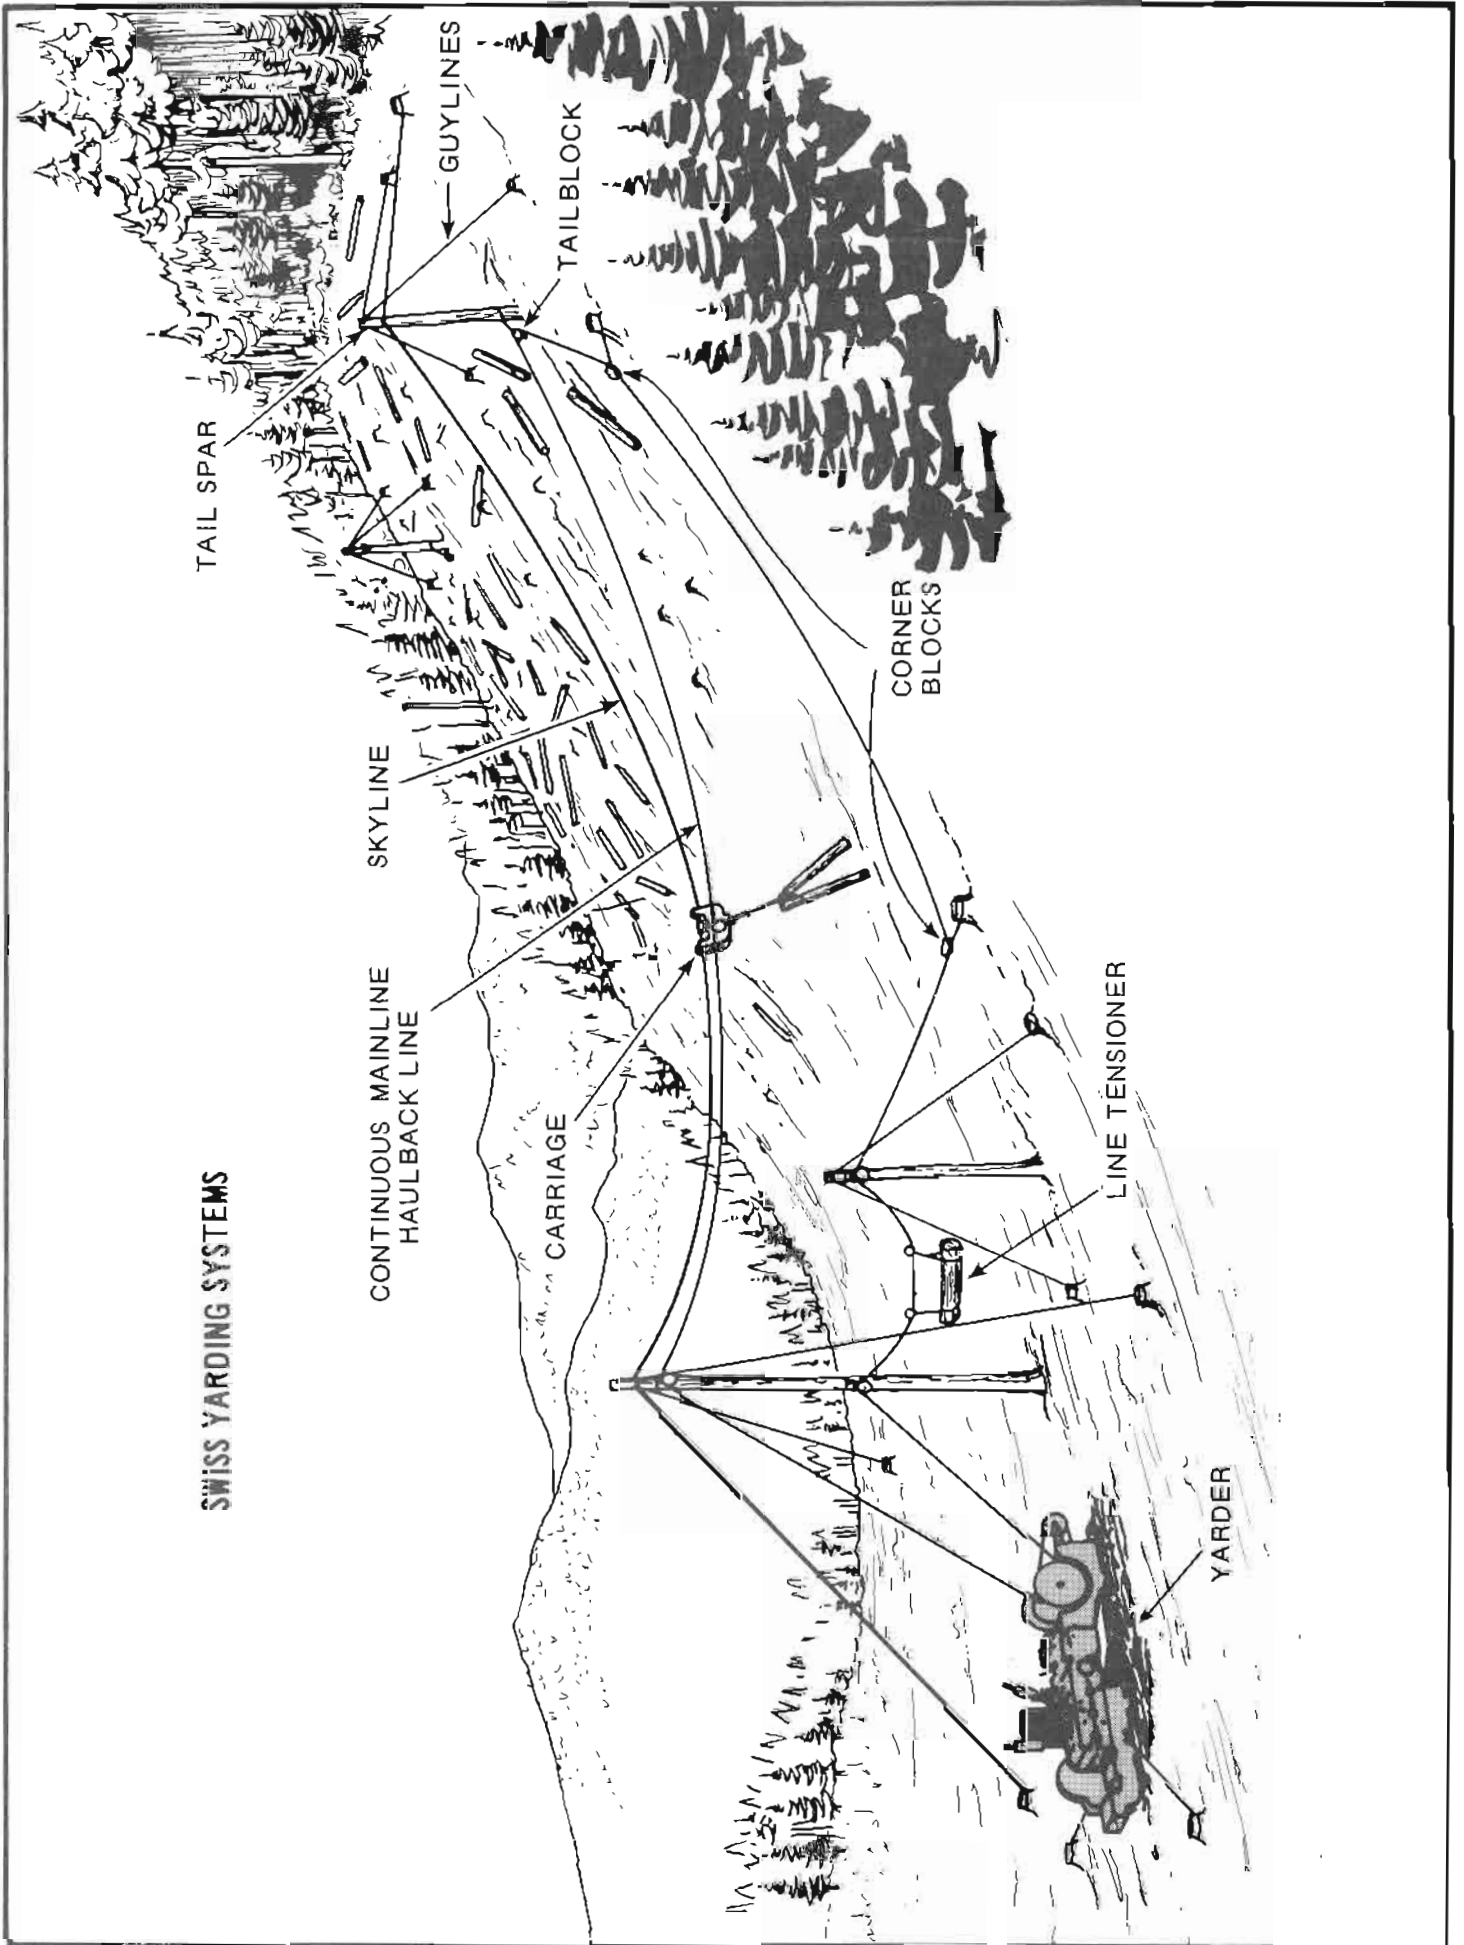 SWISS YARDING SYSTEMS
CONTINUOUS MAINLINE
HAULBACK LINE
SKYLINE
TAIL SPAR
CARRIAGE
GUYLINES
TAILBLOCK
CORNER
BLOCKS
LINE TENSIONER
YARDER